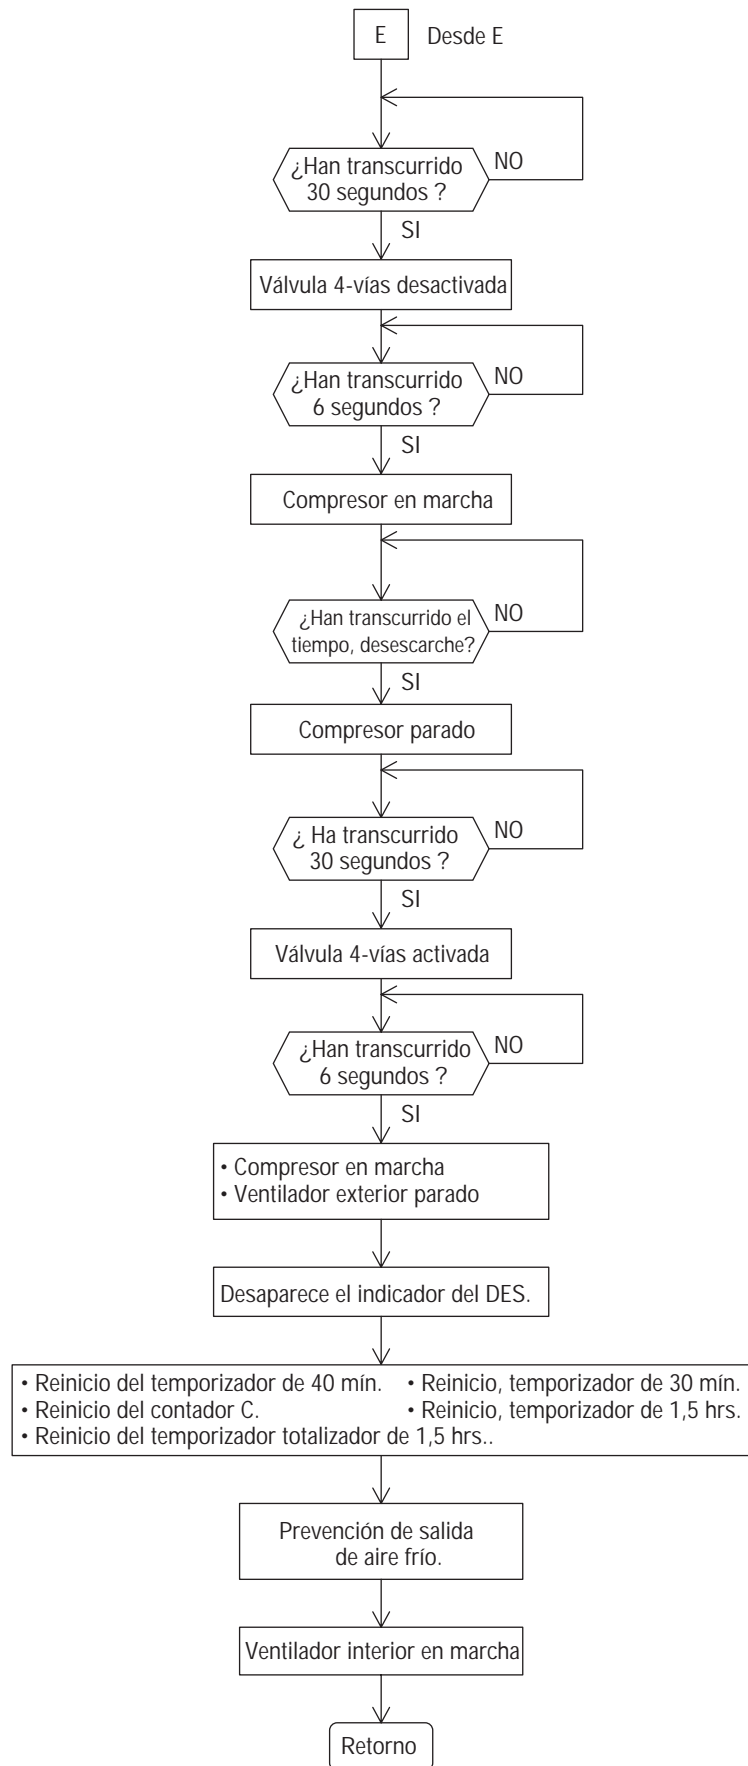 E Desde E
¿Han transcurrido
30 segundos ?
NO
SI
Válvula 4-vías desactivada
¿Han transcurrido
6 segundos ?
NO
SI
Compresor en marcha
¿Han transcurrido el
tiempo, desescarche?
NO
SI
Compresor parado
¿ Ha transcurrido
30 segundos ?
NO
SI
Válvula 4-vías activada
¿Han transcurrido
6 segundos ?
NO
SI
• Compresor en marcha
• Ventilador exterior parado
Desaparece el indicador del DES.
• Reinicio del temporizador de 40 mín. • Reinicio, temporizador de 30 mín.
• Reinicio del contador C. • Reinicio, temporizador de 1,5 hrs.
• Reinicio del temporizador totalizador de 1,5 hrs..
Prevención de salida
de aire frío.
Ventilador interior en marcha
Retorno